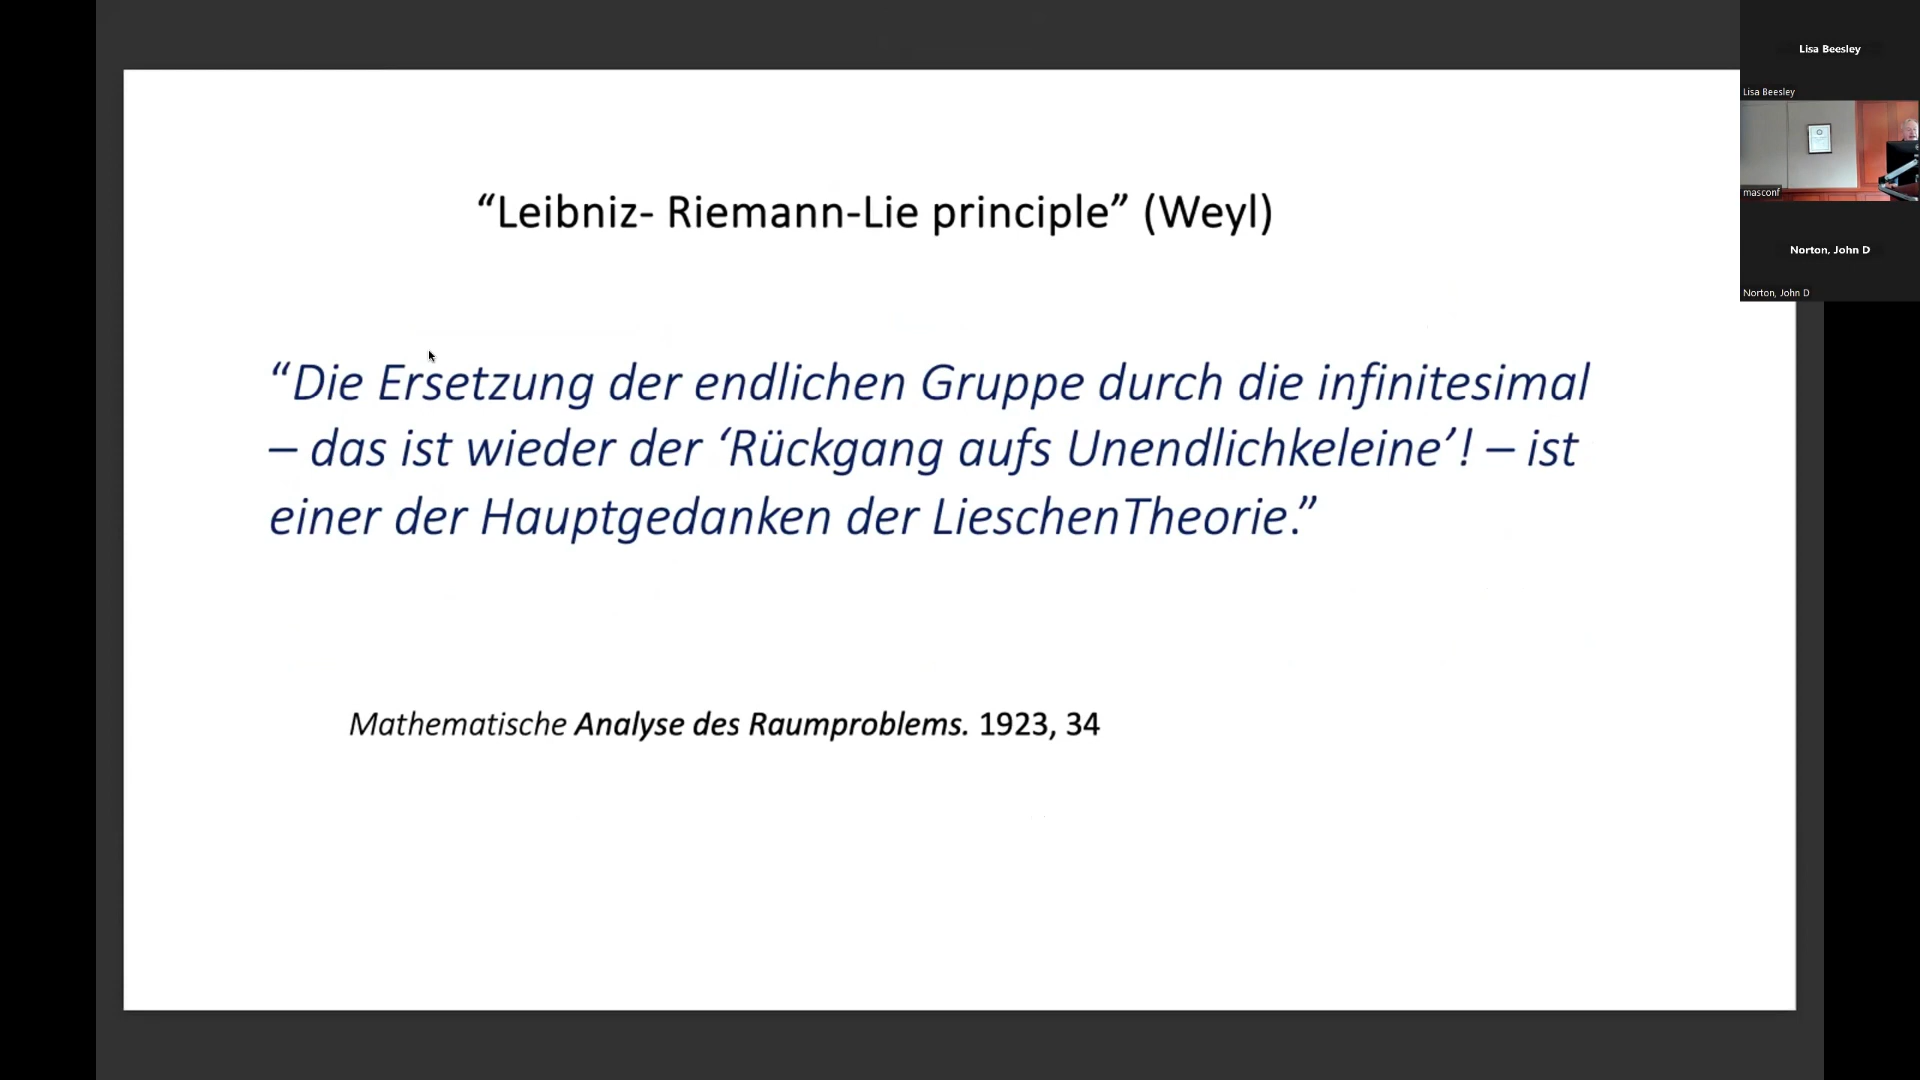 “Leibniz- Riemann-Lie principle” (Weyl)
“Die Ersetzung der endlichen Gruppe durch die infinitesimal
– das ist wieder der ‘Rückgang aufs Unendlichkeleine’! – ist
einer der Hauptgedanken der LieschenTheorie.”
Mathematische Analyse des Raumproblems. 1923, 34
Lisa Beesley
Lisa Beesley
masconf
Norton, John D
Norton, John D